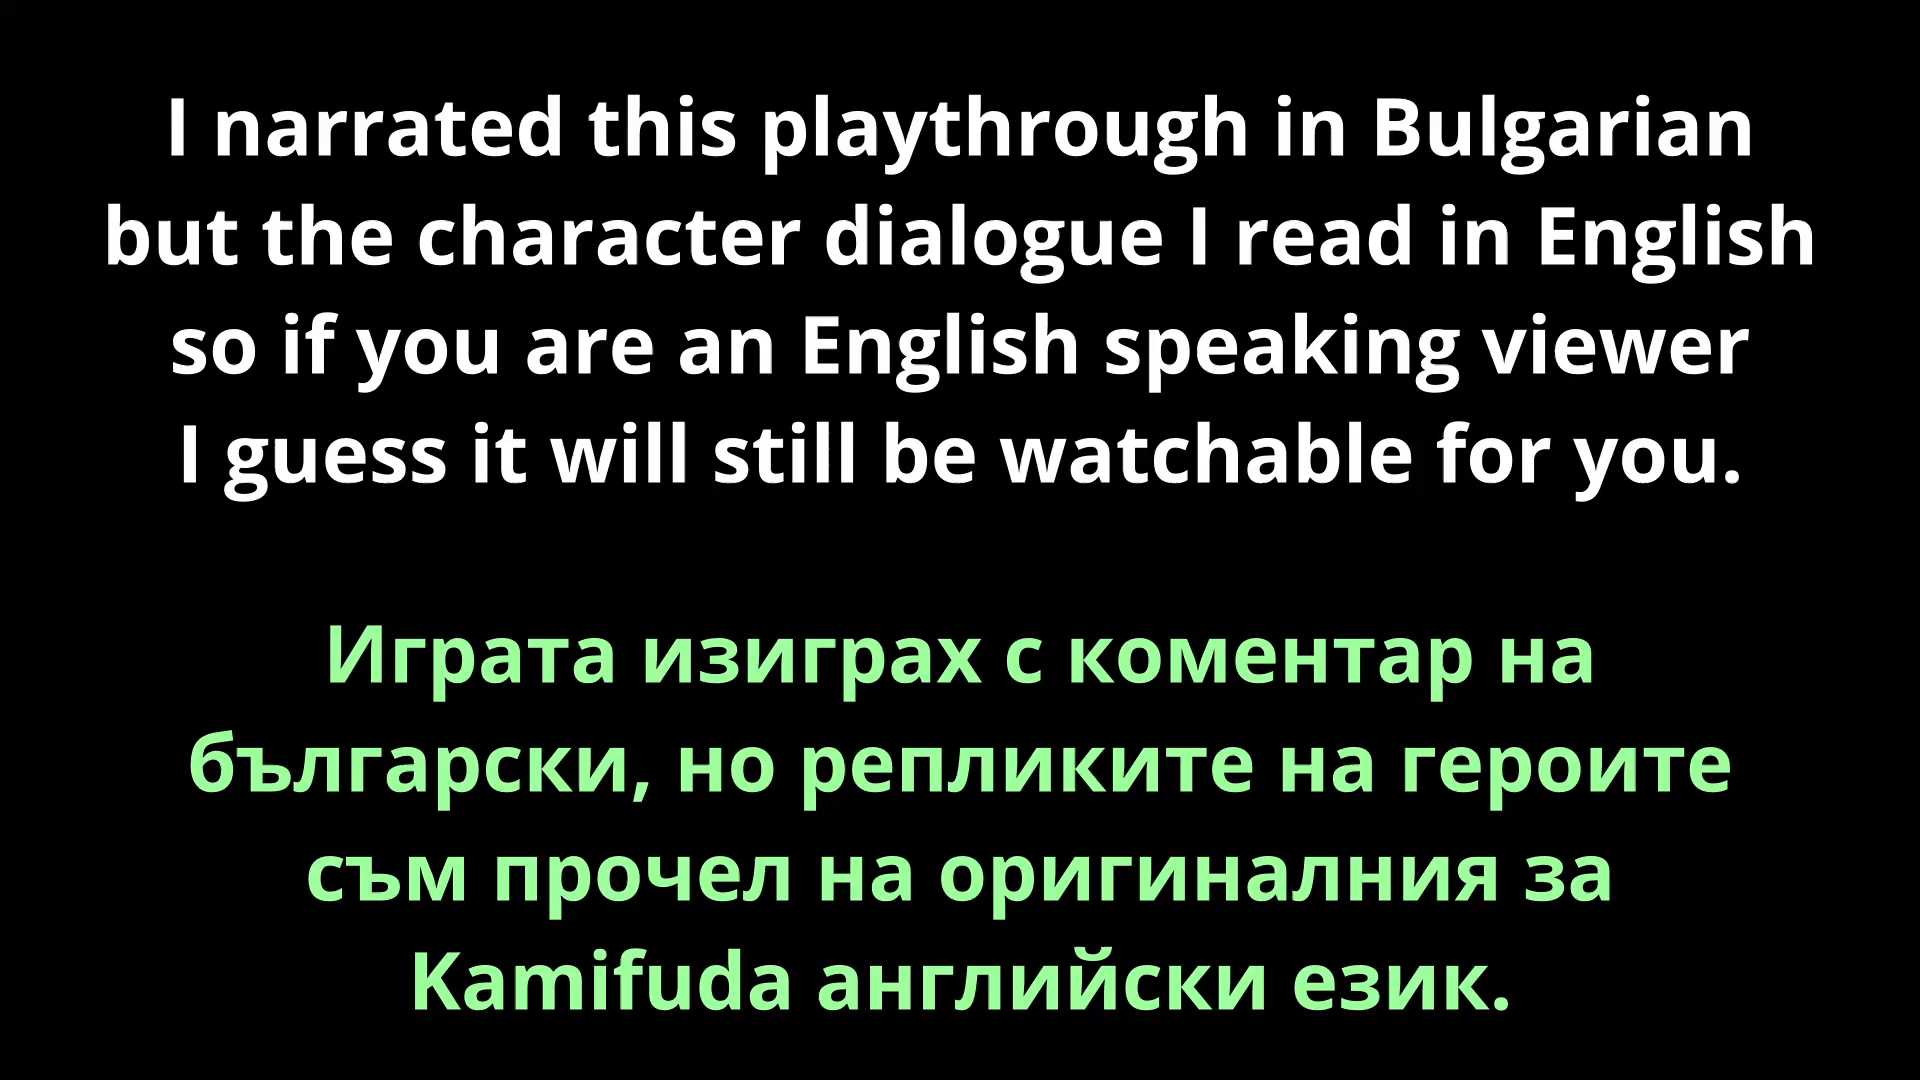 I narrated this playthrough in Bulgarian
but the character dialogue I read in English
so if you are an English speaking viewer
I guess it will still be watchable for you.
Играта изиграх с коментар на
български, но репликите на героите
съм прочел на оригиналния за
Kamifuda английски език.